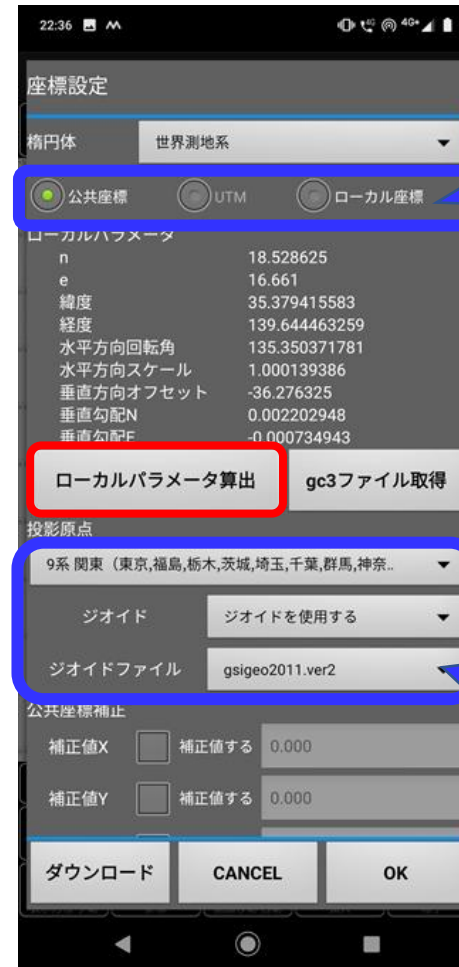 22:36 4G 4G+
座標設定
楕円体 世界測地系
公共座標 UTM ローカル座標
ローカルパラメータ
n 18.528625
e 16.661
緯度 35.379415583
経度 139.644463259
水平方向回転角 135.350371781
水平方向スケール 1.000139386
垂直方向オフセット -36.276325
垂直勾配N 0.002202948
垂直勾配E -0.000734943
ローカルパラメータ算出 gc3ファイル取得
投影原点
9系 関東（東京,福島,栃木,茨城,埼玉,千葉,群馬,神奈..
ジオイド ジオイドを使用する
ジオイドファイル gsigeo2011.ver2
公共座標補正
補正値X 補正値する 0.000
補正値Y 補正値する 0.000
ダウンロード CANCEL OK